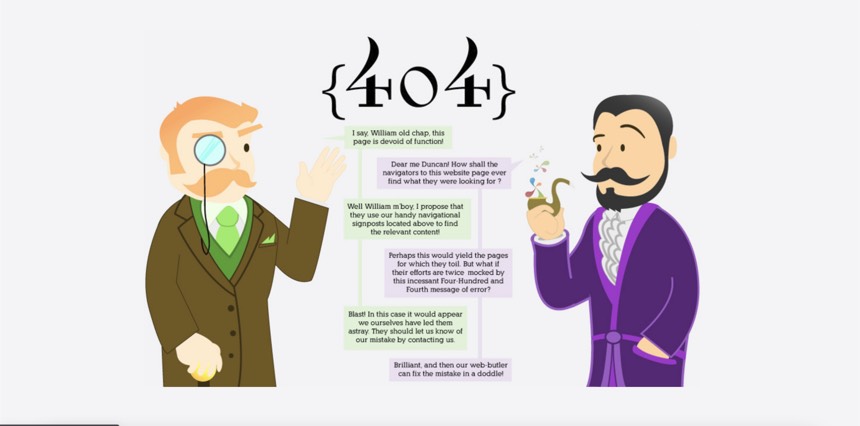 {404}
I say, William old chap, this
page is devoid of function!
Dear me Duncan! How shall the
navigators to this website page ever
find what they were looking for ?
Well William m'boy, I propose that
they use our handy navigational
signposts located above to find
the relevant content!
Perhaps this would yield the pages
for which they toil. But what if
their efforts are twice mocked by
this incessant Four-Hundred and
Fourth message of error?
Blast! In this case it would appear
we ourselves have led them
astray. They should let us know of
our mistake by contacting us.
Brilliant, and then our web-butler
can fix the mistake in a doddle!